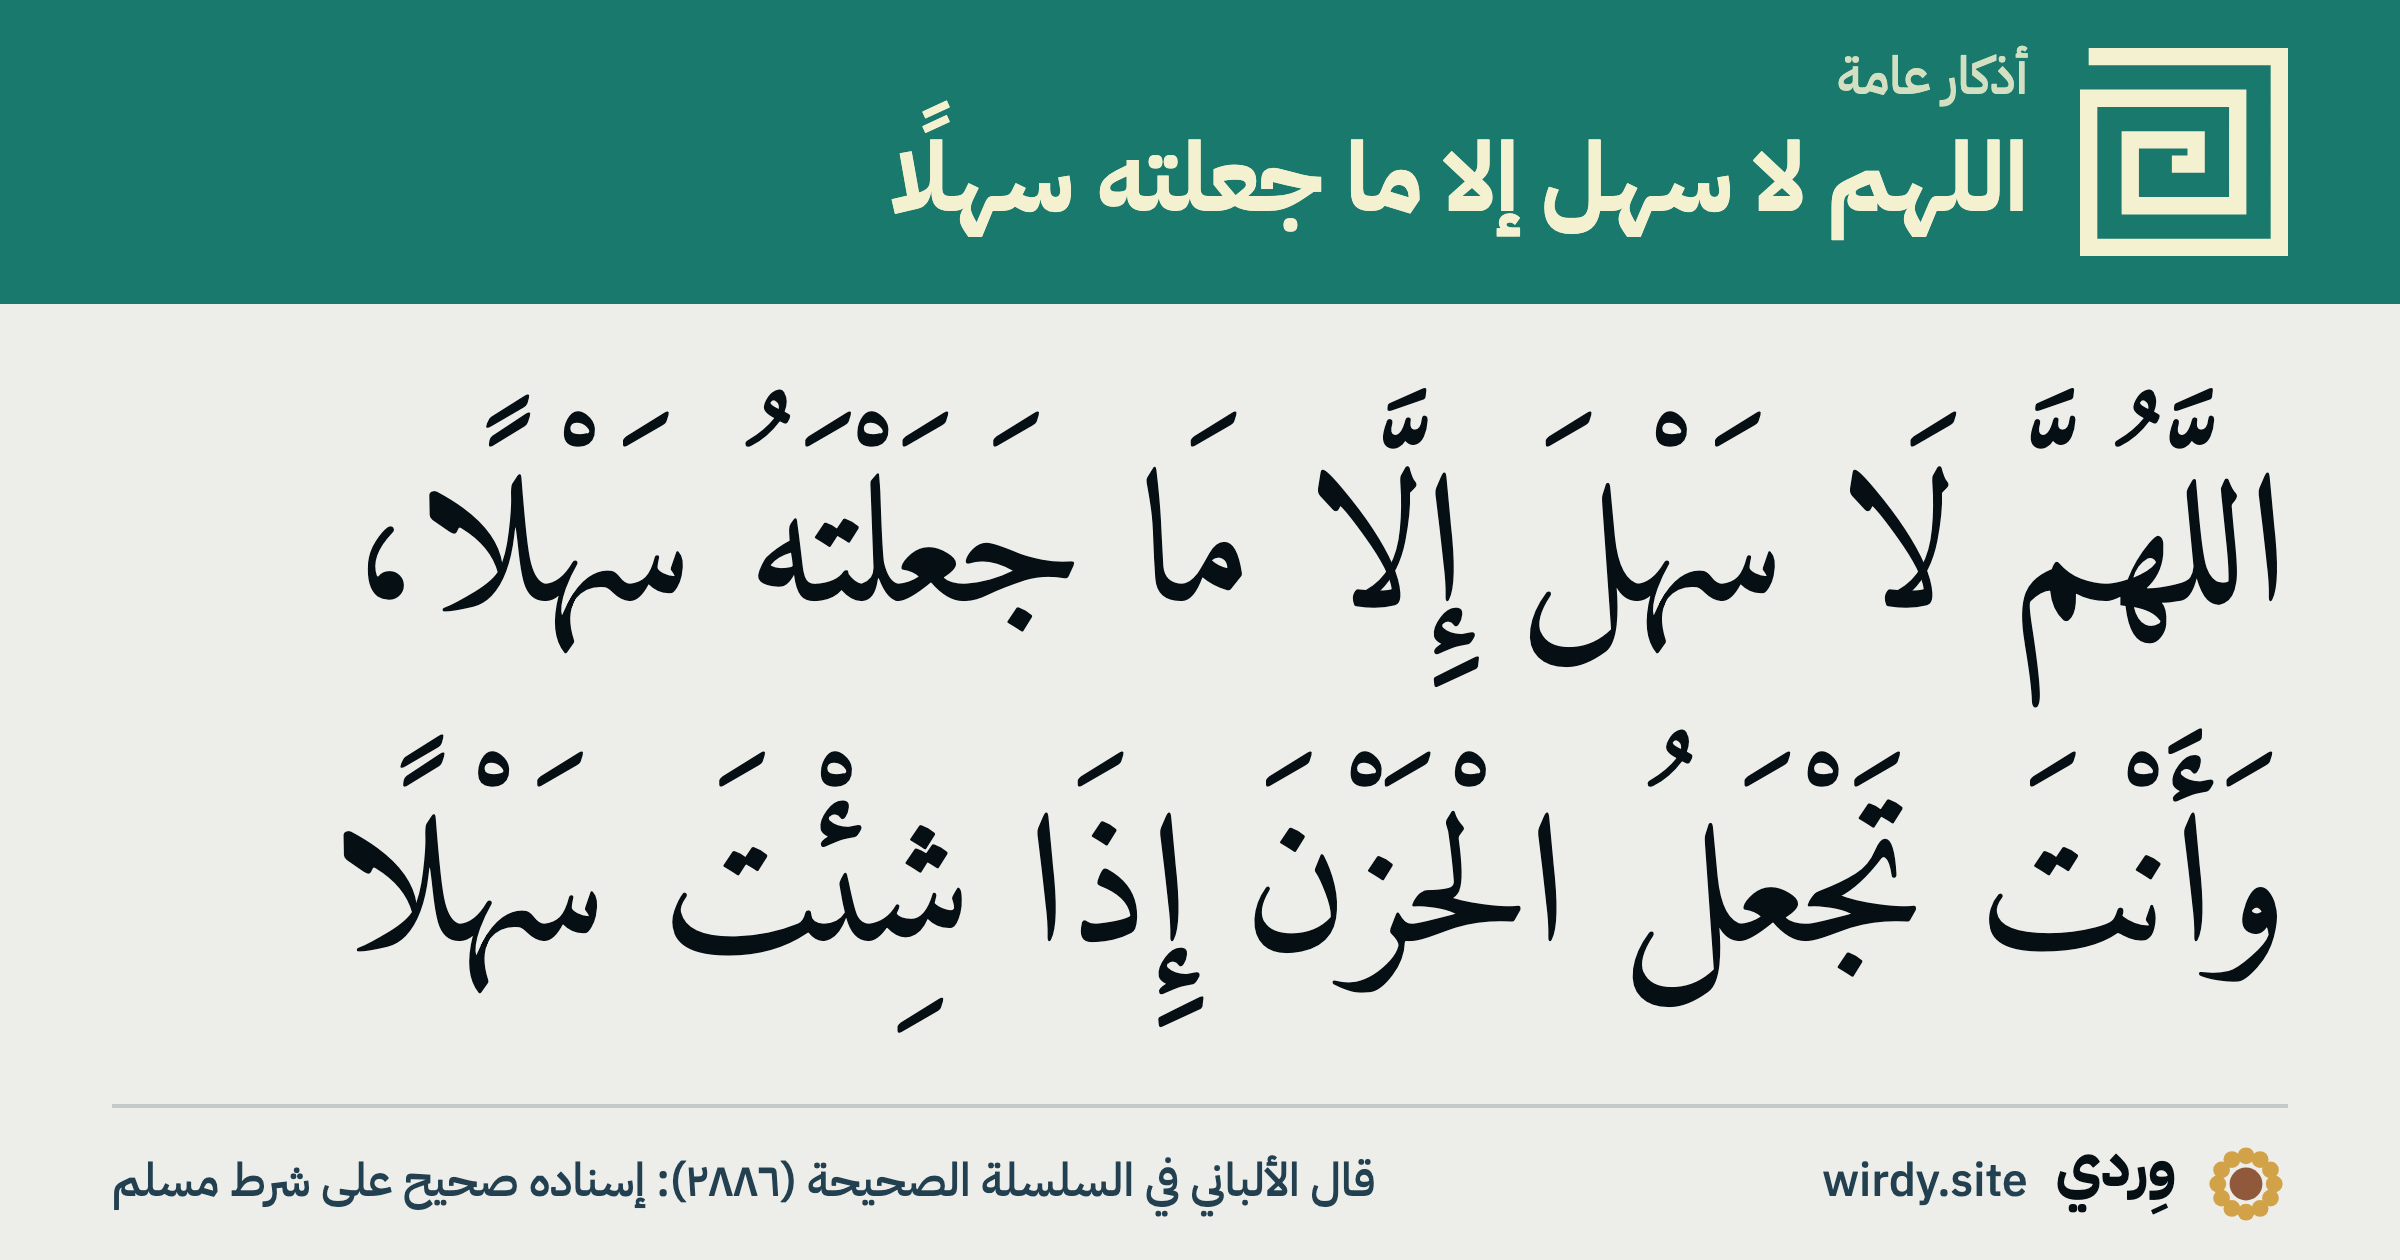 أذكار عامة
اللهم لا سهل إلا ما جعلته سهلًا
اللَّهُمَّ لَا سَهْلَ إِلَّا مَا جَعَلْتَهُ سَهْلًا،
وَأَنْتَ تَجْعَلُ الْحَزْنَ إِذَا شِئْتَ سَهْلًا
وِردي wirdy.site
قال الألباني في السلسلة الصحيحة (٢٨٨٦): إسناده صحيح على شرط مسلم